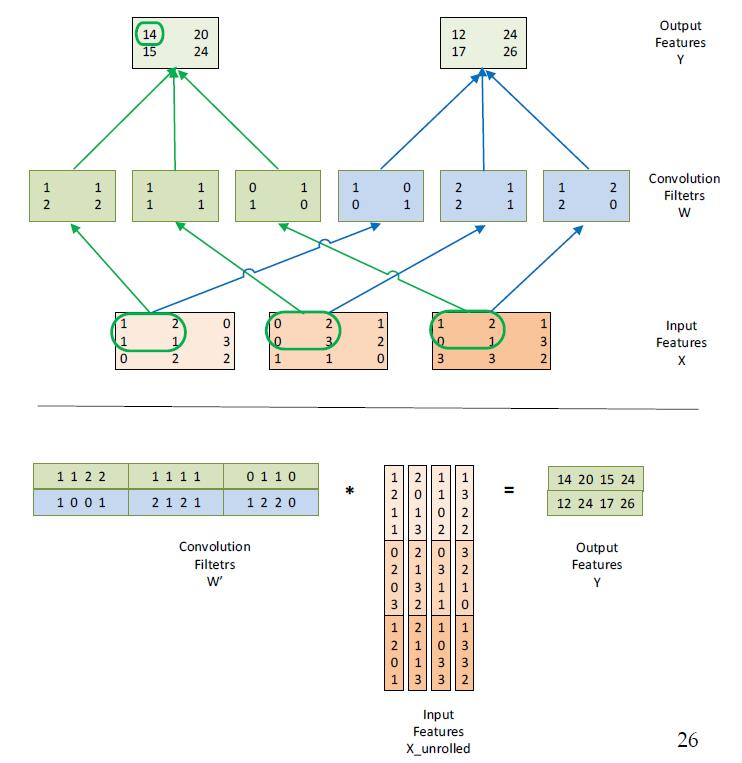 14 20
15 24
12 24
17 26
Output
Features
Y
1 1
2 2
1 1
1 1
0 1
1 0
1 0
0 1
2 1
2 1
1 2
2 0
Convolution
Filtetrs
W
1 2 0
1 1 3
0 2 2
0 2 1
0 3 2
1 1 0
1 2 1
0 1 3
3 3 2
Input
Features
X
1 1 2 2 1 1 1 1 0 1 1 0
1 0 0 1 2 1 2 1 1 2 2 0
Convolution
Filtetrs
W'
*
1 2 1 1
2 0 1 3
1 1 0 2
1 3 2 2
0 2 0 3
2 1 3 2
0 3 1 1
3 2 1 0
1 2 1 1
2 1 0 3
0 1 3 3
1 3 3 2
Input
Features
X_unrolled
=
14 20 15 24
12 24 17 26
Output
Features
Y
26